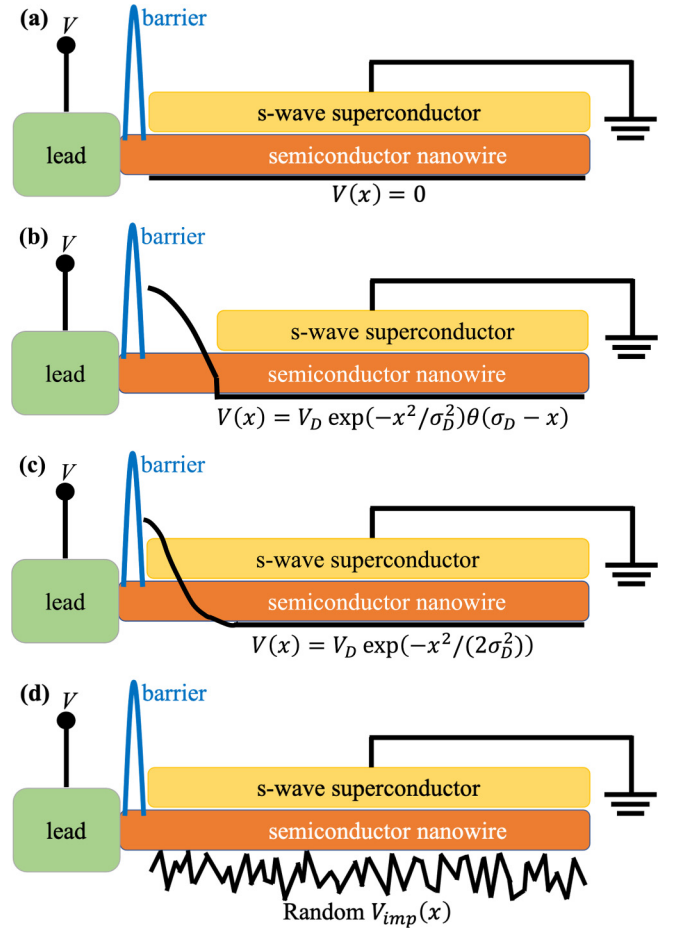 (a)
V
barrier
s-wave superconductor
lead
semiconductor nanowire
V(x) = 0
(b)
V
barrier
s-wave superconductor
lead
semiconductor nanowire
V(x) = V_D exp(−x²/σ_D²)θ(σ_D − x)
(c)
V
barrier
s-wave superconductor
lead
semiconductor nanowire
V(x) = V_D exp(−x²/(2σ_D²))
(d)
V
barrier
s-wave superconductor
lead
semiconductor nanowire
Random V_imp(x)